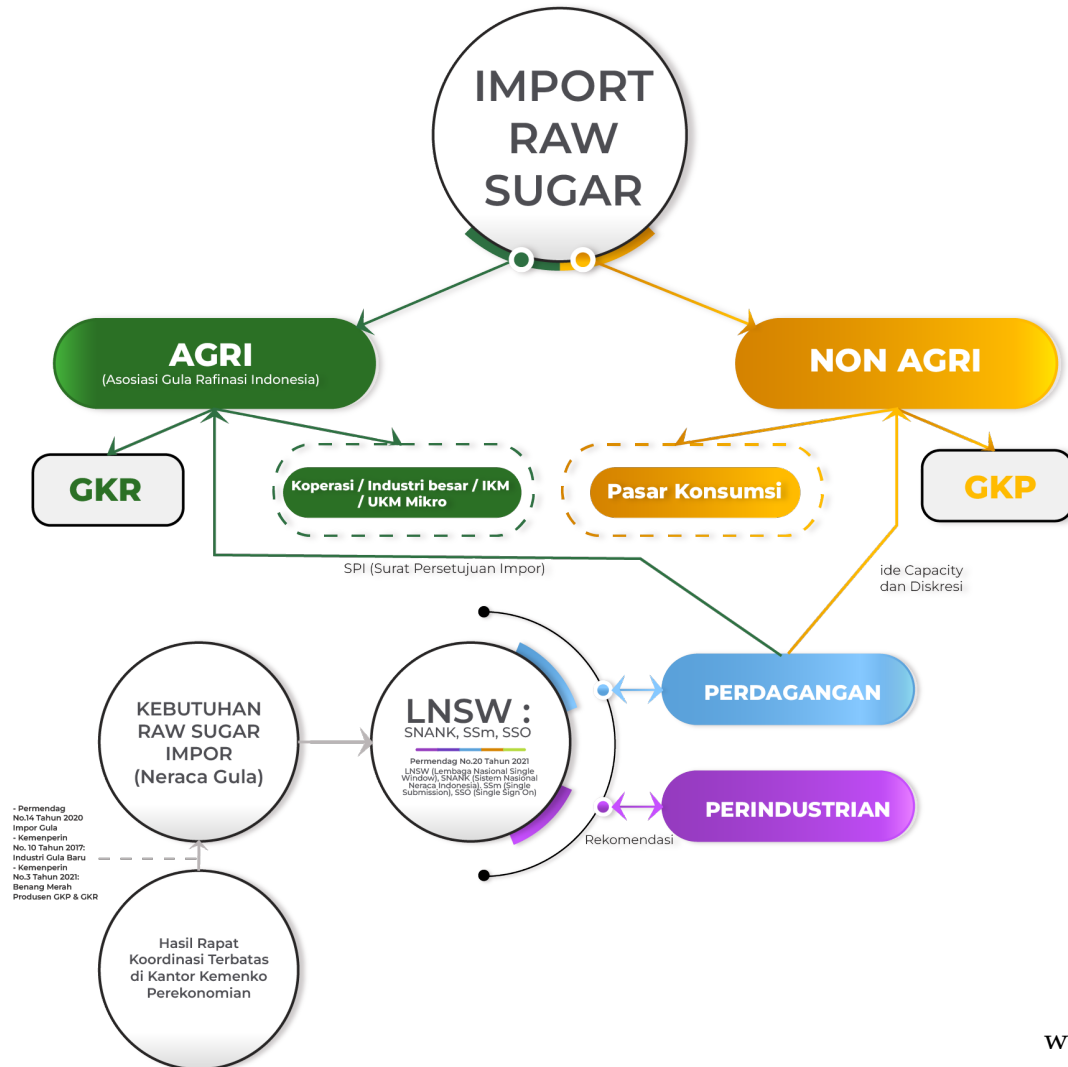 IMPORT
RAW
SUGAR
AGRI
(Asosiasi Gula Rafinasi Indonesia)
NON AGRI
GKR
Koperasi / Industri besar / IKM
/ UKM Mikro
Pasar Konsumsi
GKP
SPI (Surat Persetujuan Impor)
ide Capacity
dan Diskresi
KEBUTUHAN
RAW SUGAR
IMPOR
(Neraca Gula)
LNSW :
SNANK, SSm, SSO
Permendag No.20 Tahun 2021
LNSW (Lembaga Nasional Single
Window), SNANK (Sistem Nasional
Neraca Indonesia), SSm (Single
Submission), SSO (Single Sign On)
PERDAGANGAN
PERINDUSTRIAN
Rekomendasi
- Permendag
No.14 Tahun 2020
Impor Gula
- Kemenperin
No. 10 Tahun 2017:
Industri Gula Baru
- Kemenperin
No.3 Tahun 2021:
Benang Merah
Produsen GKP & GKR
Hasil Rapat
Koordinasi Terbatas
di Kantor Kemenko
Perekonomian
w